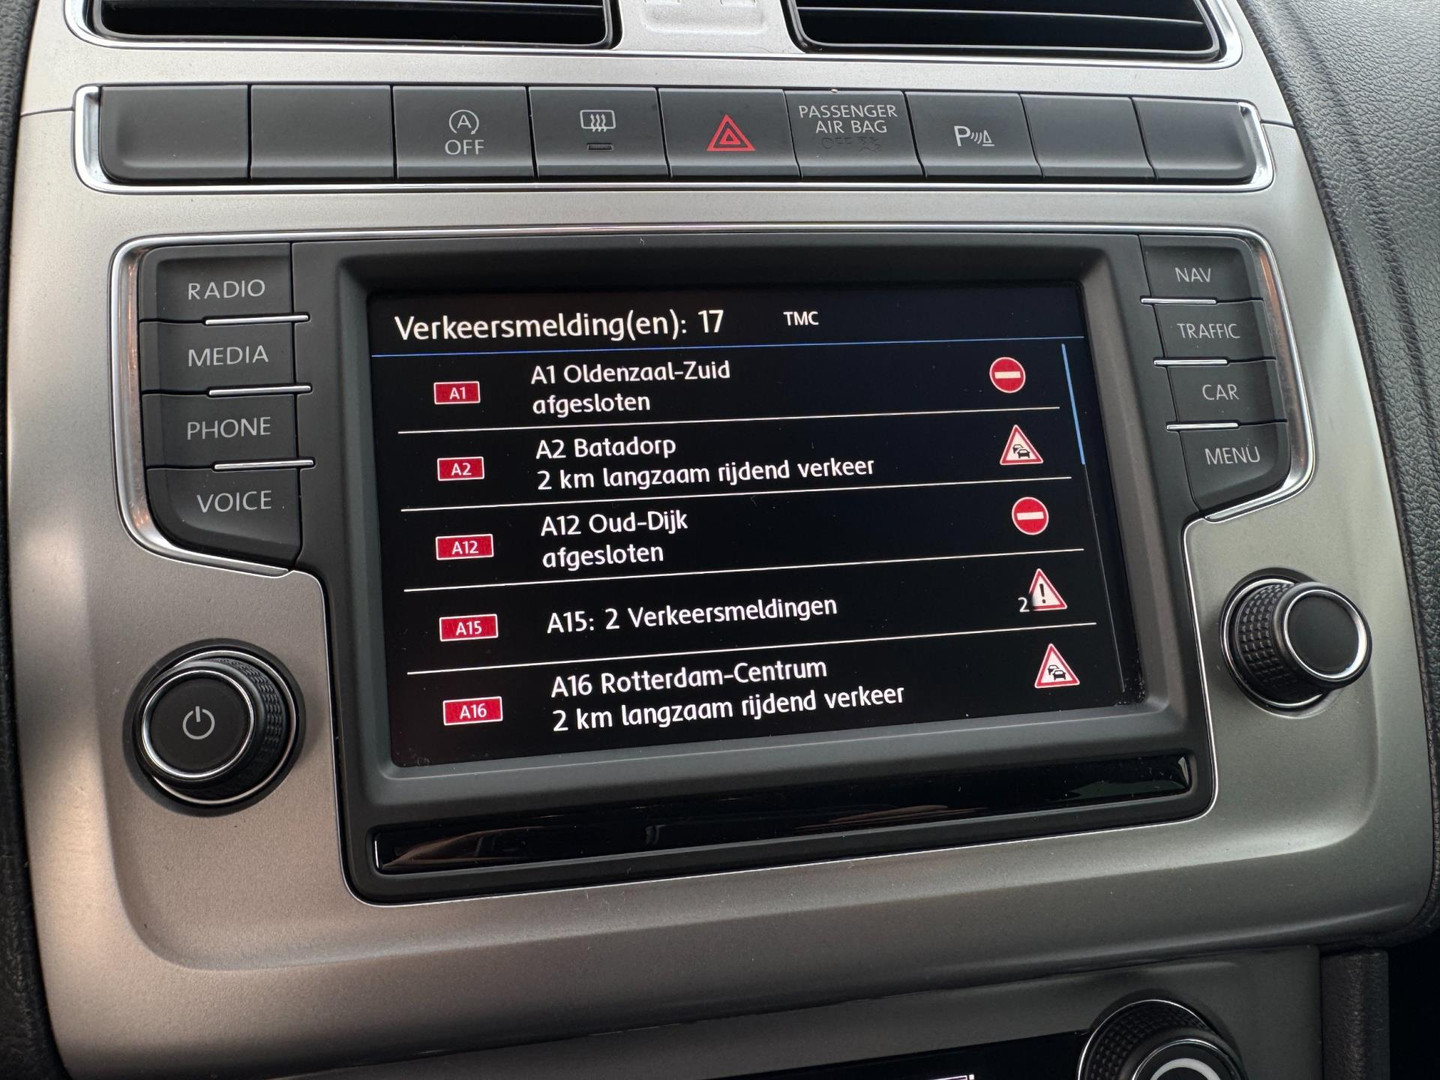 A
OFF
PASSENGER
AIR BAG
OFF
P
RADIO
MEDIA
PHONE
VOICE
NAV
TRAFFIC
CAR
MENU
Verkeersmelding(en): 17 TMC
A1 A1 Oldenzaal-Zuid
afgesloten
A2 A2 Batadorp
2 km langzaam rijdend verkeer
A12 A12 Oud-Dijk
afgesloten
A15 A15: 2 Verkeersmeldingen 2
A16 A16 Rotterdam-Centrum
2 km langzaam rijdend verkeer